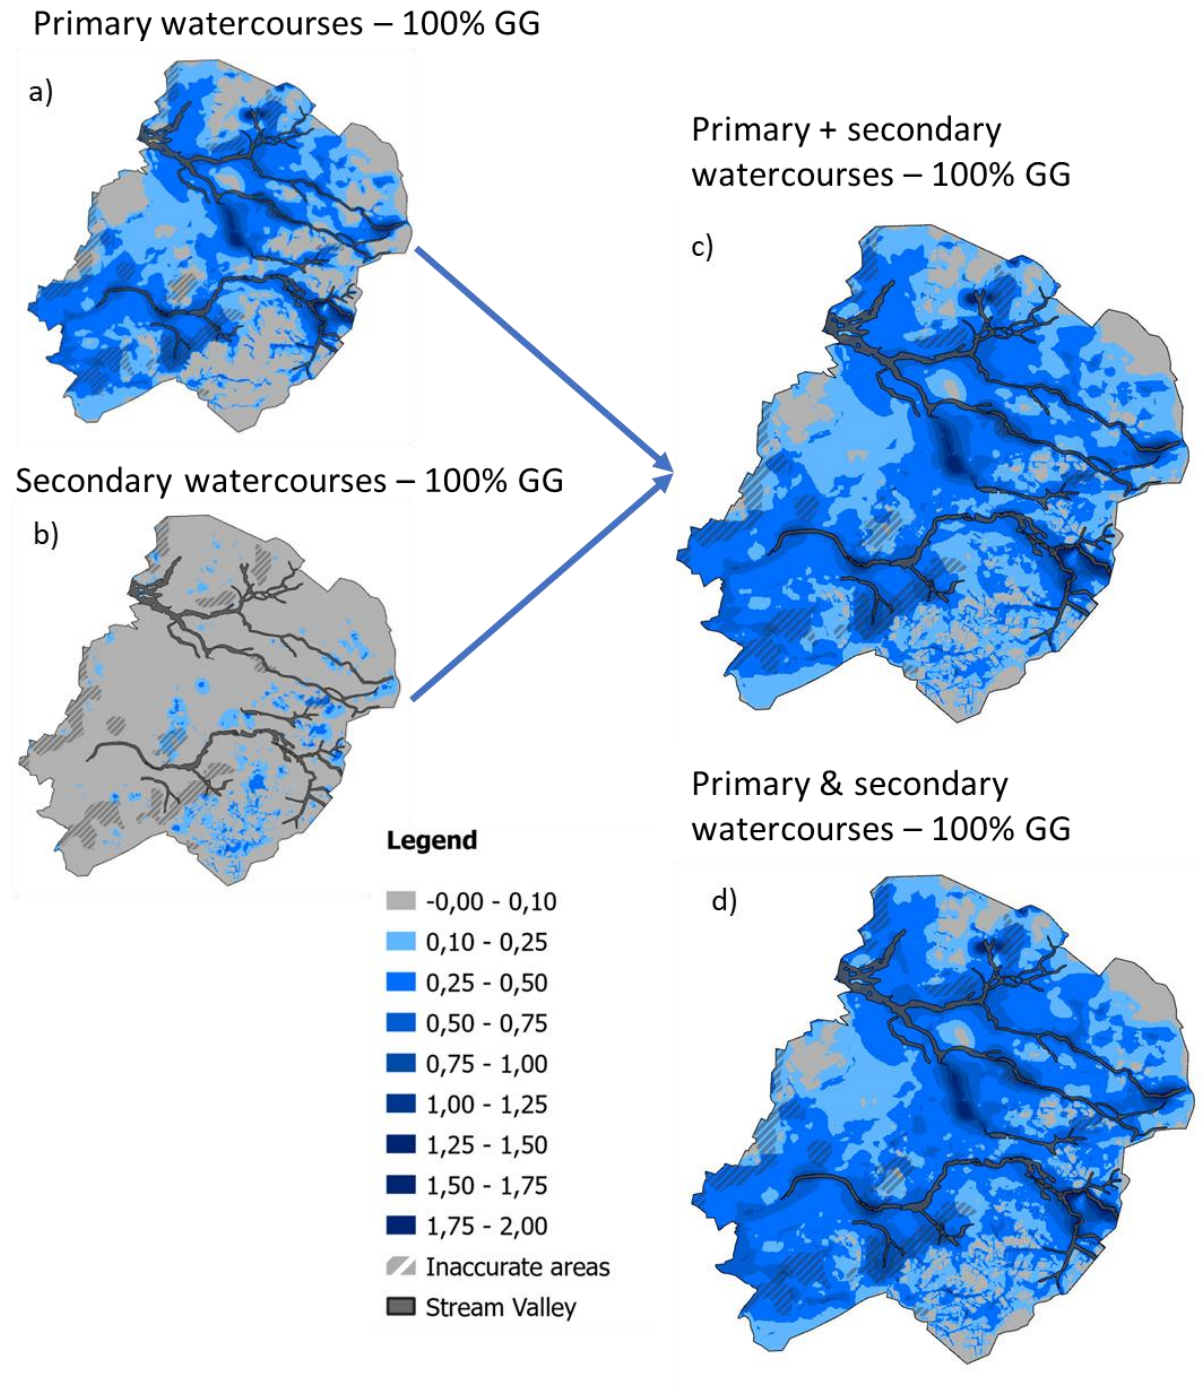 Primary watercourses – 100% GG
a)
Primary + secondary
watercourses – 100% GG
c)
Secondary watercourses – 100% GG
b)
Primary & secondary
watercourses – 100% GG
d)
Legend
-0,00 - 0,10
0,10 - 0,25
0,25 - 0,50
0,50 - 0,75
0,75 - 1,00
1,00 - 1,25
1,25 - 1,50
1,50 - 1,75
1,75 - 2,00
Inaccurate areas
Stream Valley